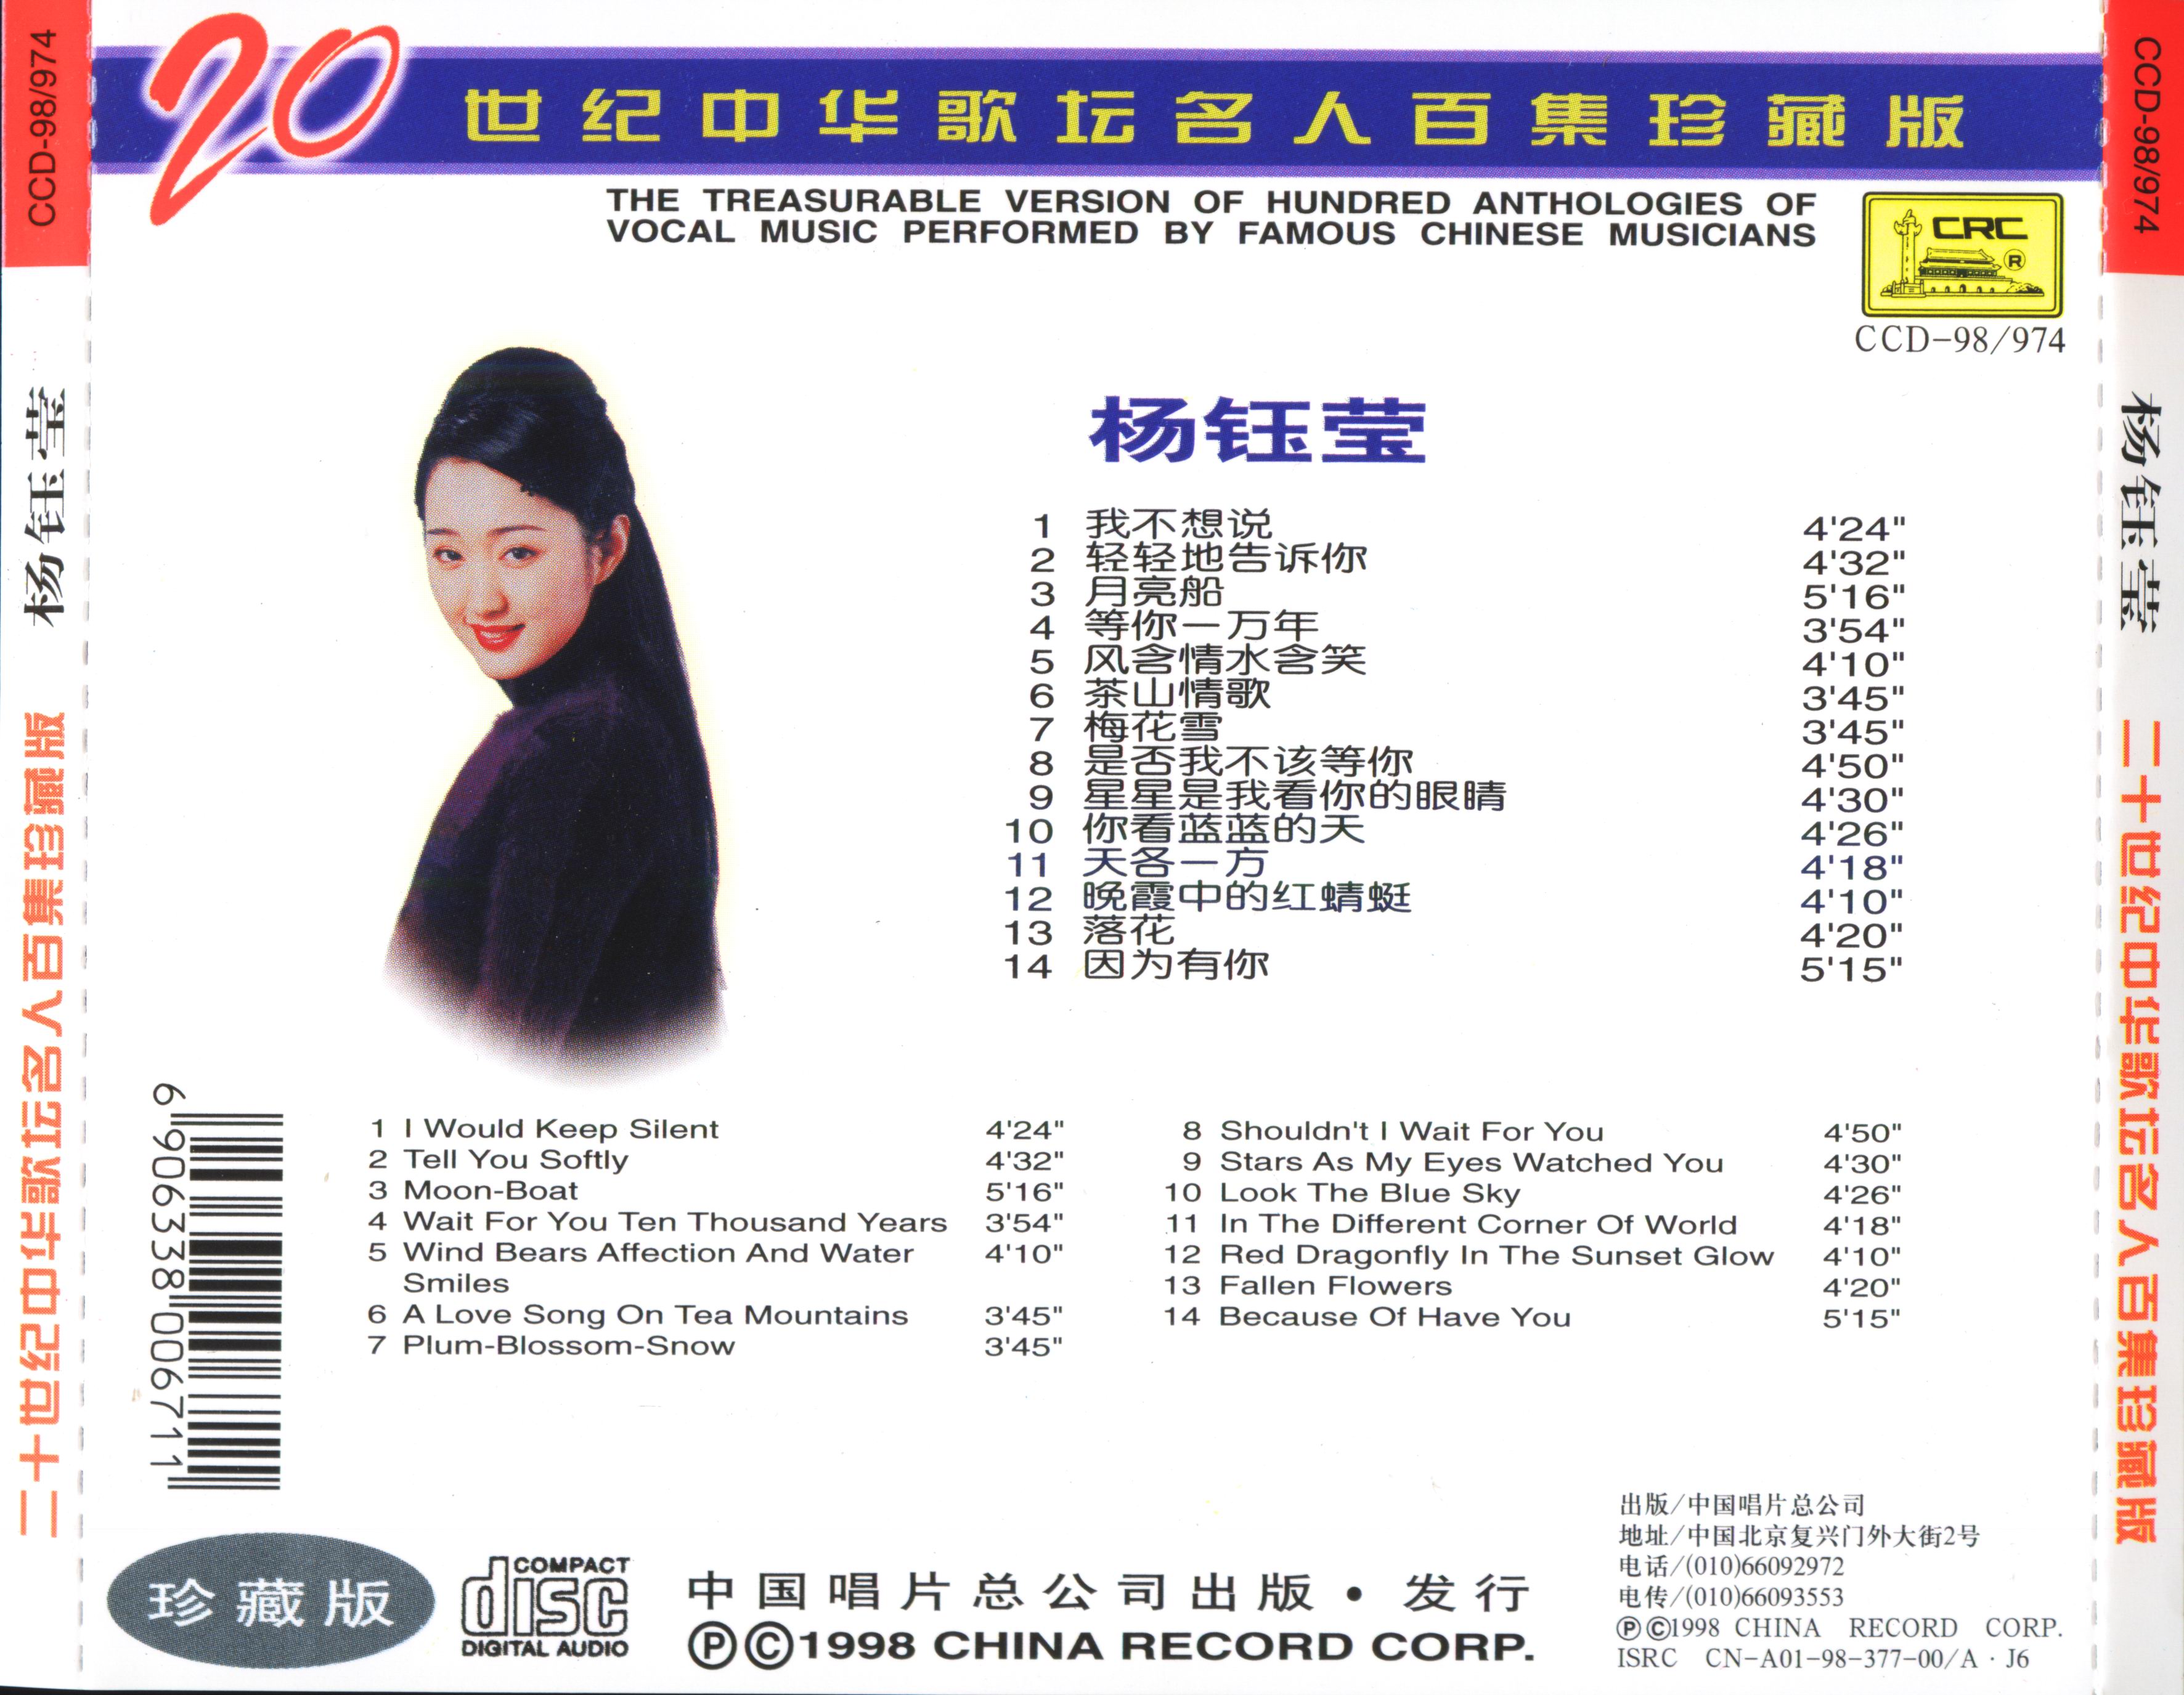 CCD-98/974
杨钰莹
二十世纪中华歌坛名人百集珍藏版
20世纪中华歌坛名人百集珍藏版
THE TREASURABLE VERSION OF HUNDRED ANTHOLOGIES OF
VOCAL MUSIC PERFORMED BY FAMOUS CHINESE MUSICIANS
CRC
®
CCD-98/974
杨钰莹
1 我不想说 4'24"
2 轻轻地告诉你 4'32"
3 月亮船 5'16"
4 等你一万年 3'54"
5 风含情水含笑 4'10"
6 茶山情歌 3'45"
7 梅花雪 3'45"
8 是否我不该等你 4'50"
9 星星是我看你的眼睛 4'30"
10 你看蓝蓝的天 4'26"
11 天各一方 4'18"
12 晚霞中的红蜻蜓 4'10"
13 落花 4'20"
14 因为有你 5'15"
1 I Would Keep Silent 4'24"
2 Tell You Softly 4'32"
3 Moon-Boat 5'16"
4 Wait For You Ten Thousand Years 3'54"
5 Wind Bears Affection And Water 4'10"
Smiles
6 A Love Song On Tea Mountains 3'45"
7 Plum-Blossom-Snow 3'45"
8 Shouldn't I Wait For You 4'50"
9 Stars As My Eyes Watched You 4'30"
10 Look The Blue Sky 4'26"
11 In The Different Corner Of World 4'18"
12 Red Dragonfly In The Sunset Glow 4'10"
13 Fallen Flowers 4'20"
14 Because Of Have You 5'15"
6 906338 006711
珍藏版
COMPACT
disc
DIGITAL AUDIO
中国唱片总公司出版·发行
ⓅⒸ1998 CHINA RECORD CORP.
出版/中国唱片总公司
地址/中国北京复兴门外大街2号
电话/(010)66092972
电传/(010)66093553
ⓅⒸ1998 CHINA RECORD CORP.
ISRC CN-A01-98-377-00/A·J6
CCD-98/974
杨钰莹
二十世纪中华歌坛名人百集珍藏版